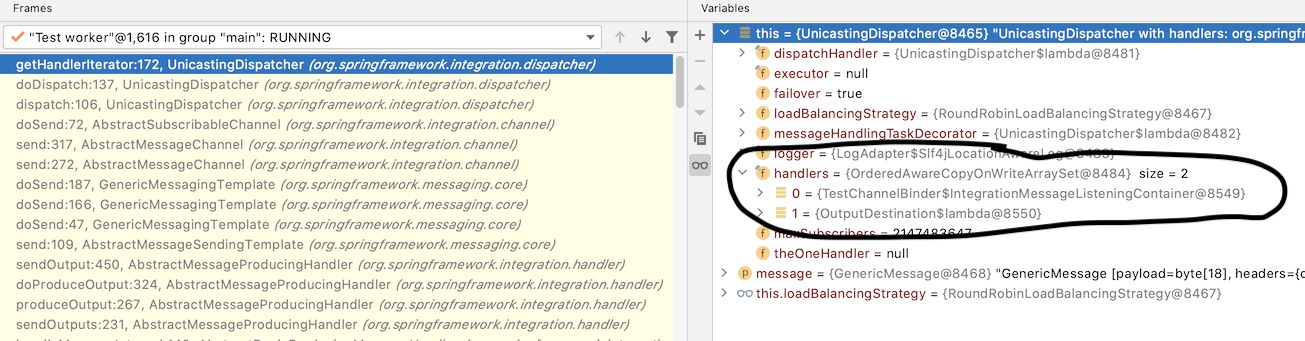 Frames
"Test worker"@1,616 in group "main": RUNNING
getHandlerIterator:172, UnicastingDispatcher (org.springframework.integration.dispatcher)
doDispatch:137, UnicastingDispatcher (org.springframework.integration.dispatcher)
dispatch:106, UnicastingDispatcher (org.springframework.integration.dispatcher)
doSend:72, AbstractSubscribableChannel (org.springframework.integration.channel)
send:317, AbstractMessageChannel (org.springframework.integration.channel)
send:272, AbstractMessageChannel (org.springframework.integration.channel)
doSend:187, GenericMessagingTemplate (org.springframework.messaging.core)
doSend:166, GenericMessagingTemplate (org.springframework.messaging.core)
doSend:47, GenericMessagingTemplate (org.springframework.messaging.core)
send:109, AbstractMessageSendingTemplate (org.springframework.messaging.core)
sendOutput:450, AbstractMessageProducingHandler (org.springframework.integration.handler)
doProduceOutput:324, AbstractMessageProducingHandler (org.springframework.integration.handler)
produceOutput:267, AbstractMessageProducingHandler (org.springframework.integration.handler)
sendOutputs:231, AbstractMessageProducingHandler (org.springframework.integration.handler)
Variables
this = {UnicastingDispatcher@8465} "UnicastingDispatcher with handlers: org.springf
dispatchHandler = {UnicastingDispatcher$lambda@8481}
executor = null
failover = true
loadBalancingStrategy = {RoundRobinLoadBalancingStrategy@8467}
messageHandlingTaskDecorator = {UnicastingDispatcher$lambda@8482}
logger = {LogAdapter$Slf4jLocationAwareLog@8483}
handlers = {OrderedAwareCopyOnWriteArraySet@8484} size = 2
0 = {TestChannelBinder$IntegrationMessageListeningContainer@8549}
1 = {OutputDestination$lambda@8550}
maxSubscribers = 2147483647
theOneHandler = null
message = {GenericMessage@8468} "GenericMessage [payload=byte[18], headers={c
this.loadBalancingStrategy = {RoundRobinLoadBalancingStrategy@8467}